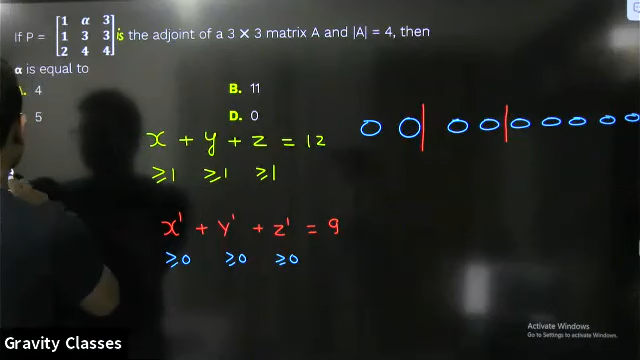 If P = [1 α 3
1 3 3
2 4 4] is the adjoint of a 3 × 3 matrix A and |A| = 4, then
α is equal to
4
B. 11
5
D. 0
x + y + z = 12
≥1 ≥1 ≥1
x' + y' + z' = 9
≥0 ≥0 ≥0
Activate Windows
Go to Settings to activate Windows.
Gravity Classes